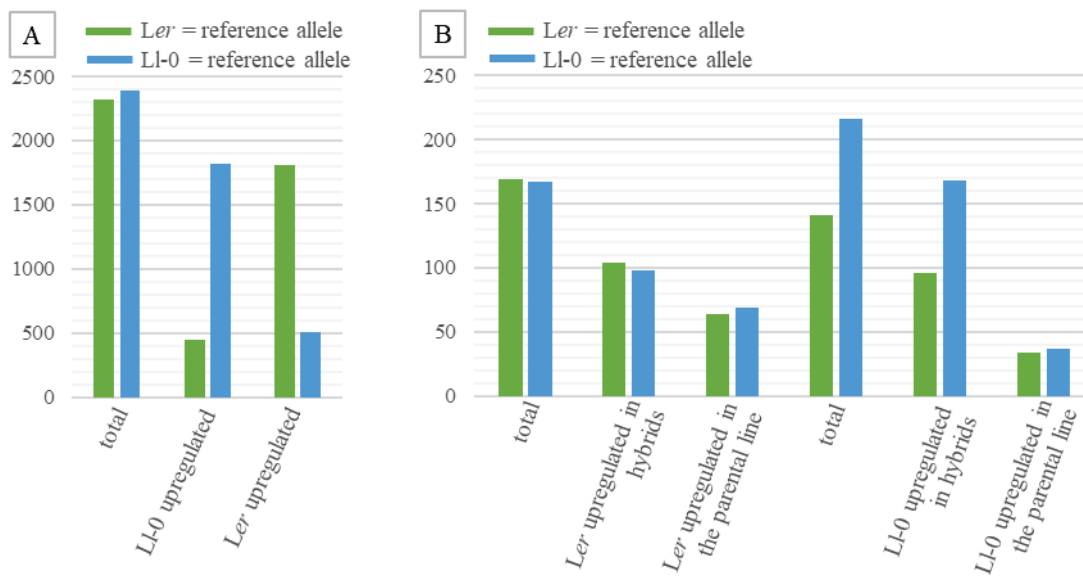 A
Ler = reference allele
Ll-0 = reference allele
2500
2000
1500
1000
500
0
total
Ll-0 upregulated
Ler upregulated
B
Ler = reference allele
Ll-0 = reference allele
250
200
150
100
50
0
total
Ler upregulated in
hybrids
Ler upregulated in
the parental line
total
Ll-0 upregulated
in hybrids
Ll-0 upregulated in
the parental line